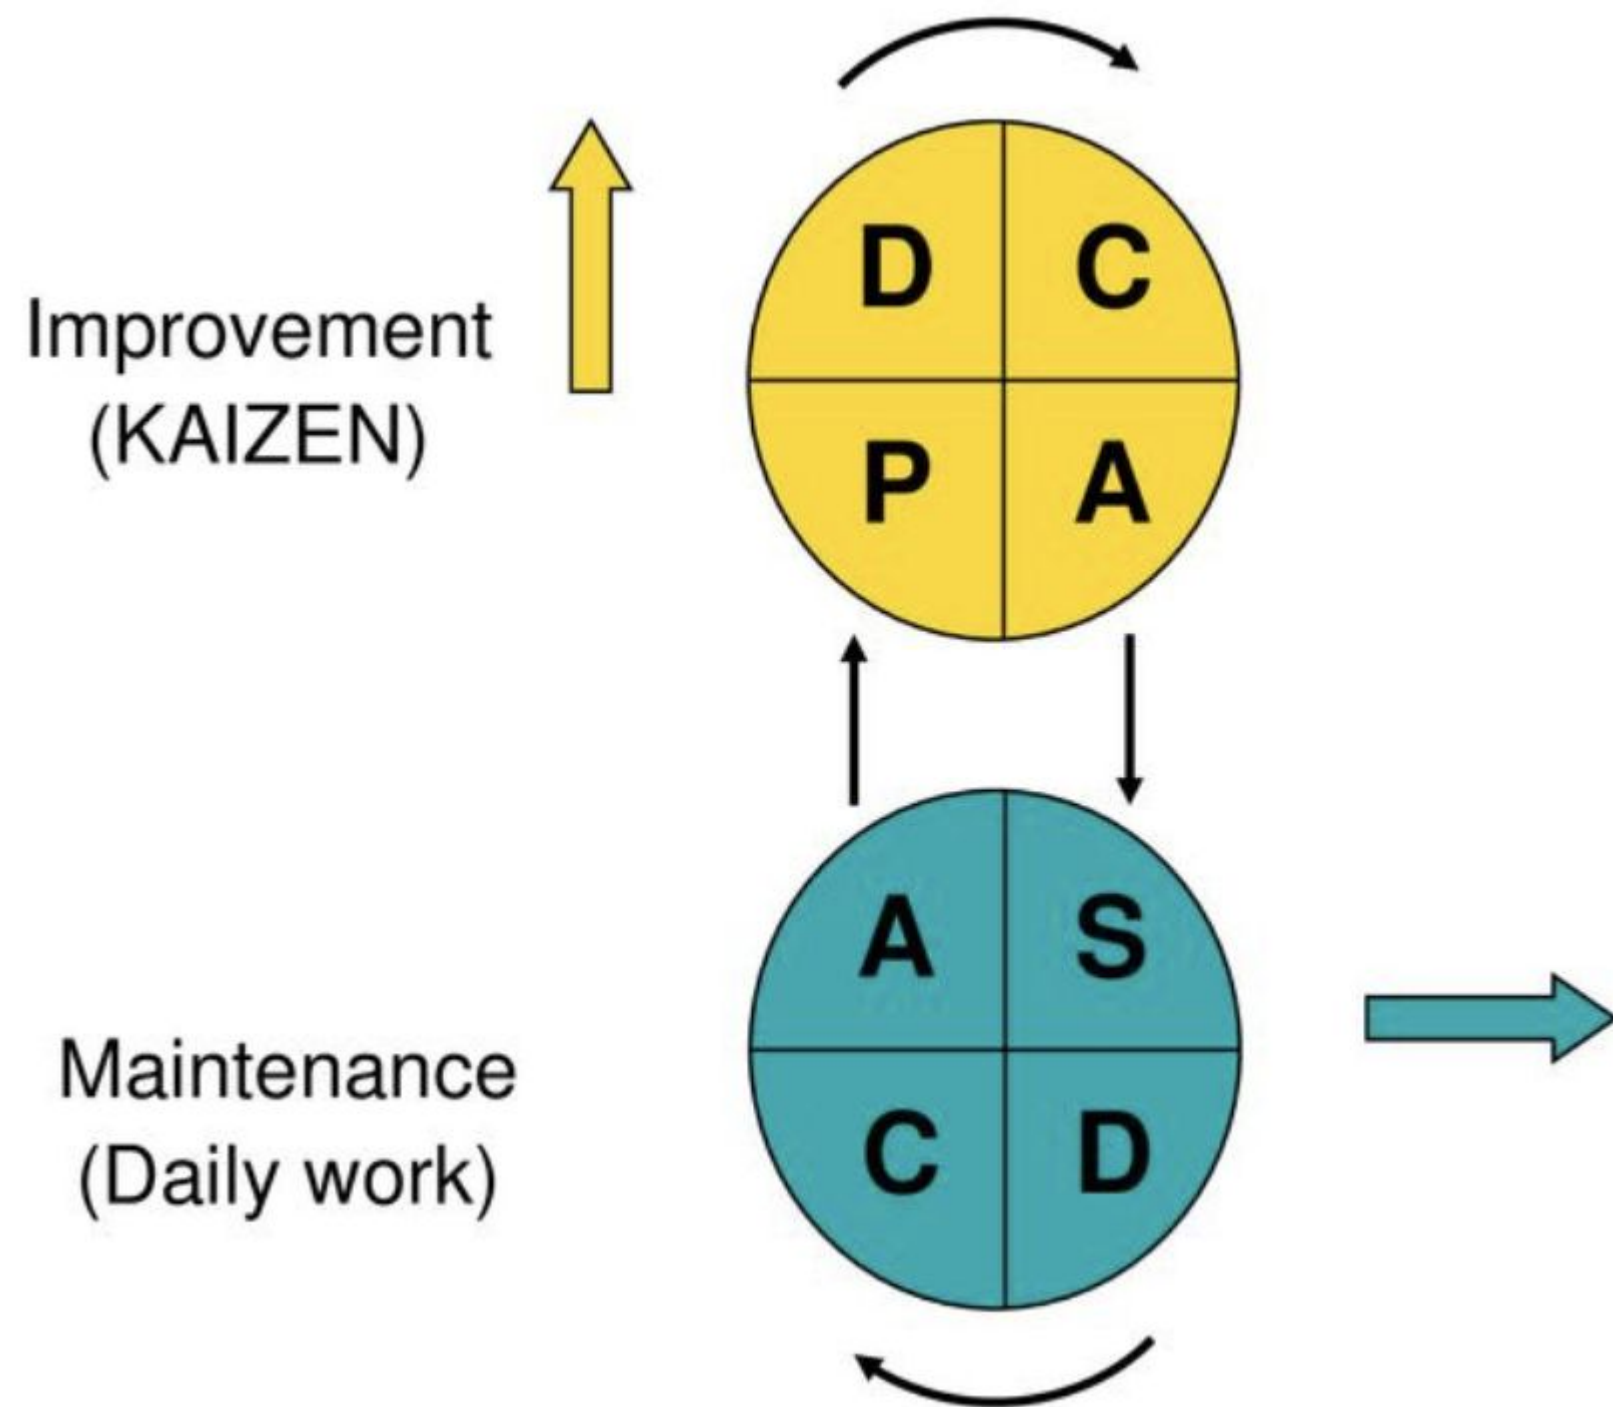 D C
Improvement
(KAIZEN)
P A
A S
Maintenance
(Daily work)
C D